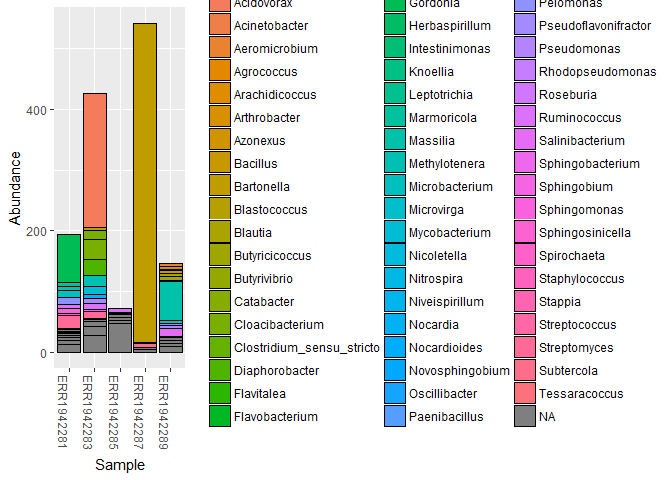 Abundance
400
200
0
ERR1942281
ERR1942283
ERR1942285
ERR1942287
ERR1942289
Sample
Acidovorax
Acinetobacter
Aeromicrobium
Agrococcus
Arachidicoccus
Arthrobacter
Azonexus
Bacillus
Bartonella
Blastococcus
Blautia
Butyricicoccus
Butyrivibrio
Catabacter
Cloacibacterium
Clostridium_sensu_stricto
Diaphorobacter
Flavitalea
Flavobacterium
Gordonia
Herbaspirillum
Intestinimonas
Knoellia
Leptotrichia
Marmoricola
Massilia
Methylotenera
Microbacterium
Microvirga
Mycobacterium
Nicoletella
Nitrospira
Niveispirillum
Nocardia
Nocardioides
Novosphingobium
Oscillibacter
Paenibacillus
Pelomonas
Pseudoflavonifractor
Pseudomonas
Rhodopseudomonas
Roseburia
Ruminococcus
Salinibacterium
Sphingobacterium
Sphingobium
Sphingomonas
Sphingosinicella
Spirochaeta
Staphylococcus
Stappia
Streptococcus
Streptomyces
Subtercola
Tessaracoccus
NA